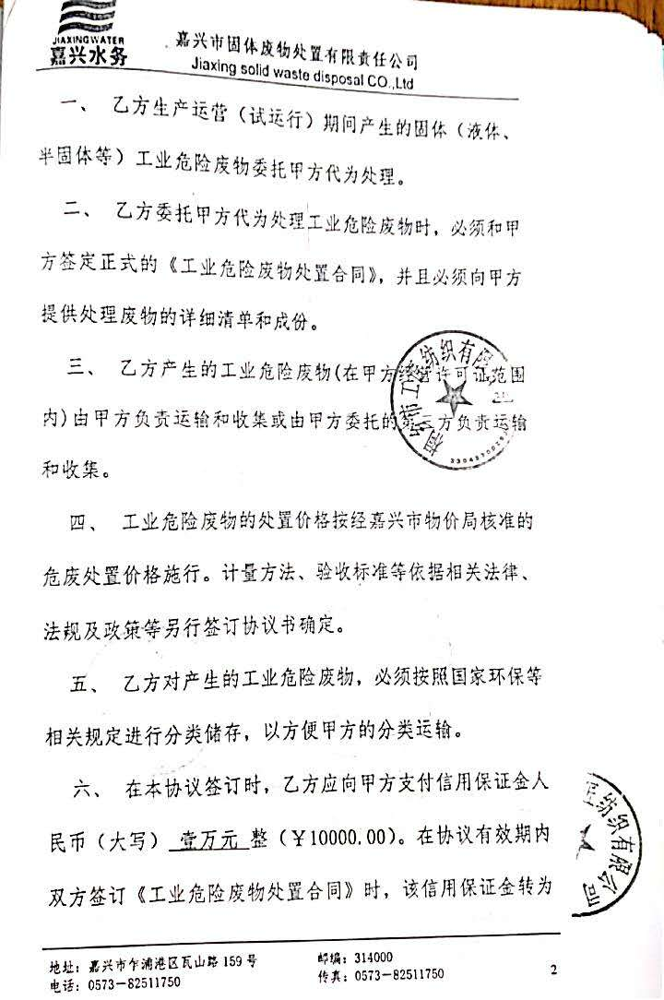 JIAXINGWATER
嘉兴水务
嘉兴市固体废物处置有限责任公司
Jiaxing solid waste disposal CO.,Ltd
一、 乙方生产运营（试运行）期间产生的固体（液体、
半固体等）工业危险废物委托甲方代为处理。
二、 乙方委托甲方代为处理工业危险废物时，必须和甲
方签定正式的《工业危险废物处置合同》，并且必须向甲方
提供处理废物的详细清单和成份。
三、 乙方产生的工业危险废物(在甲方经营许可证范围
内)由甲方负责运输和收集或由甲方委托的第三方负责运输
和收集。
四、 工业危险废物的处置价格按经嘉兴市物价局核准的
危废处置价格施行。计量方法、验收标准等依据相关法律、
法规及政策等另行签订协议书确定。
五、 乙方对产生的工业危险废物，必须按照国家环保等
相关规定进行分类储存，以方便甲方的分类运输。
六、 在本协议签订时，乙方应向甲方支付信用保证金人
民币（大写）壹万元 整（￥10000.00）。在协议有效期内
双方签订《工业危险废物处置合同》时，该信用保证金转为
纺织有限
纺织有限公司
地址：嘉兴市乍浦港区瓦山路 159 号 邮编：314000
电话：0573-82511750 传真：0573-82511750 2